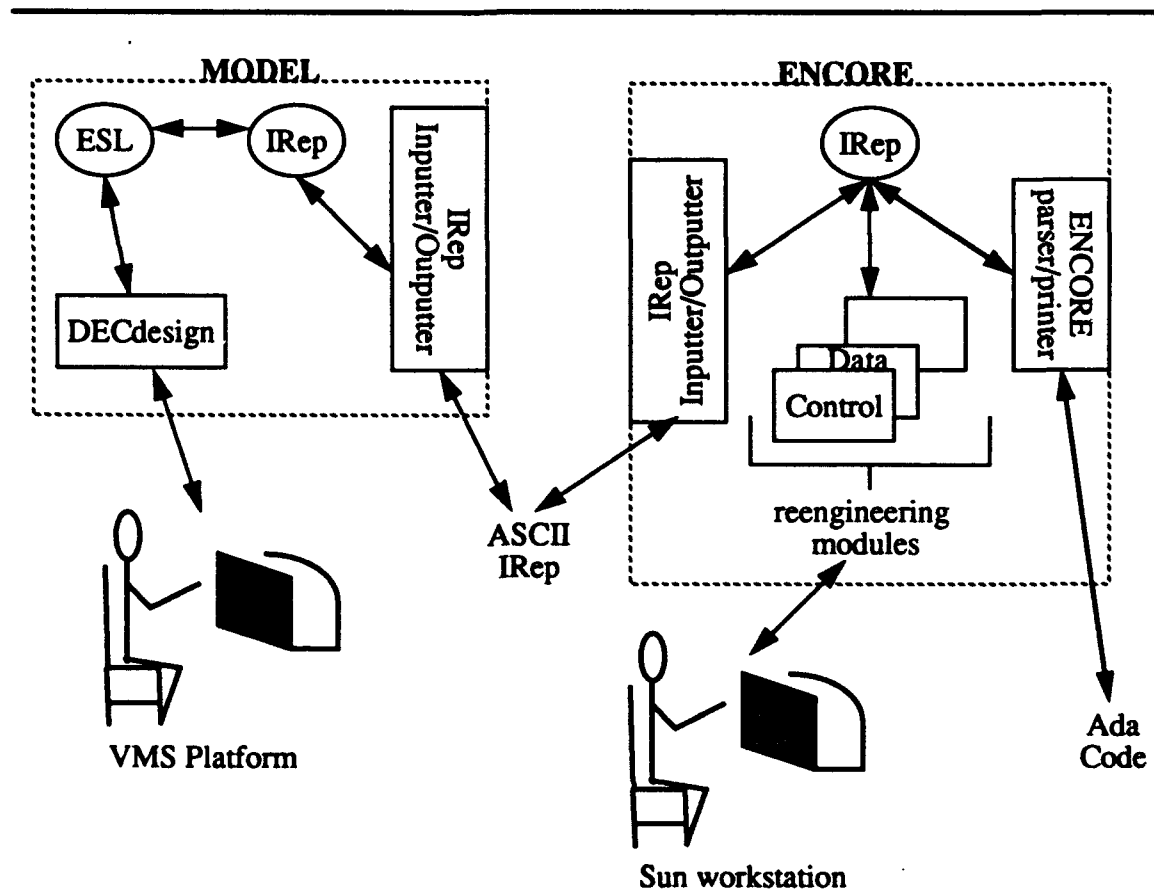 MODEL
ESL
IRep
IRep
Inputter/Outputter
DECdesign
VMS Platform
ASCII
IRep
ENCORE
IRep
IRep
Inputter/Outputter
ENCORE
parser/printer
Data
Control
reengineering
modules
Ada
Code
Sun workstation